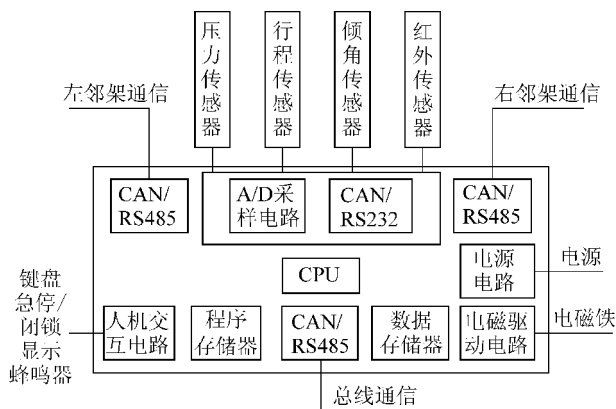 压力传感器
行程传感器
倾角传感器
红外传感器
左邻架通信
右邻架通信
CAN/
RS485
A/D采
样电路
CAN/
RS232
CAN/
RS485
CPU
电源
电路
电源
键盘
急停/
闭锁
显示
蜂鸣器
人机交
互电路
程序
存储器
CAN/
RS485
数据
存储器
电磁驱
动电路
电磁铁
总线通信